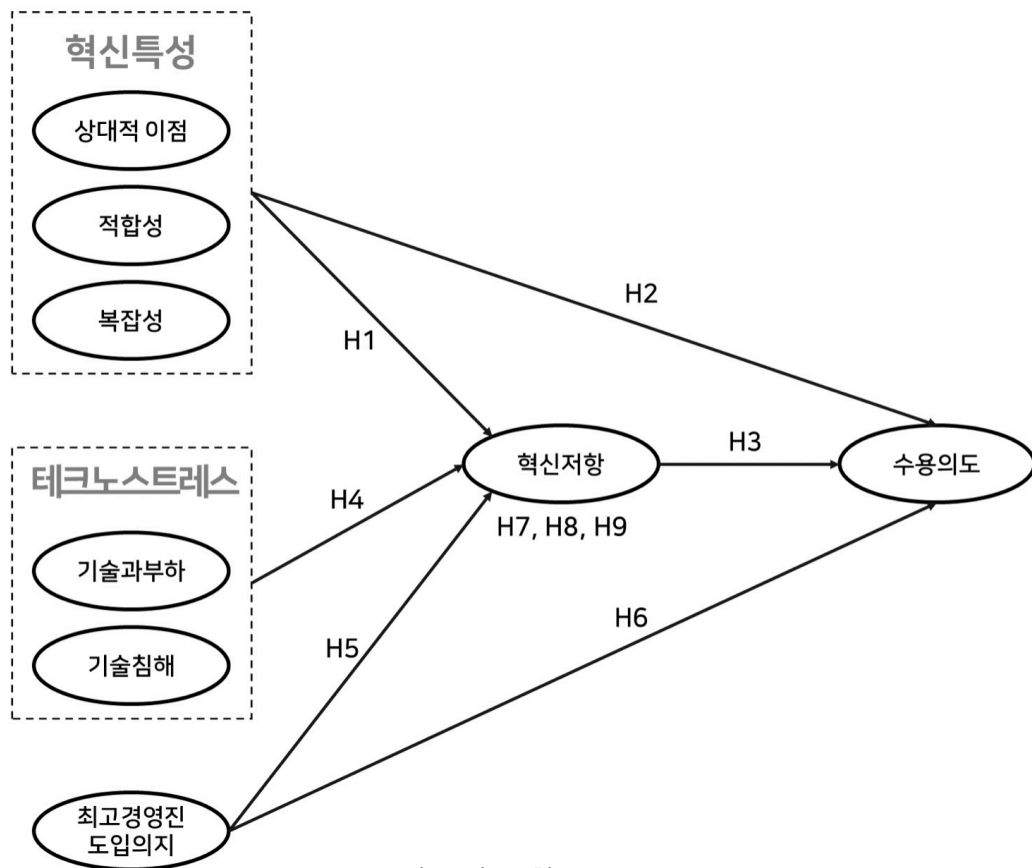 혁신특성
상대적 이점
적합성
복잡성
H2
H1
테크노스트레스
혁신저항
H3
수용의도
H4
H7, H8, H9
기술과부하
기술침해
H5
H6
최고경영진
도입의지